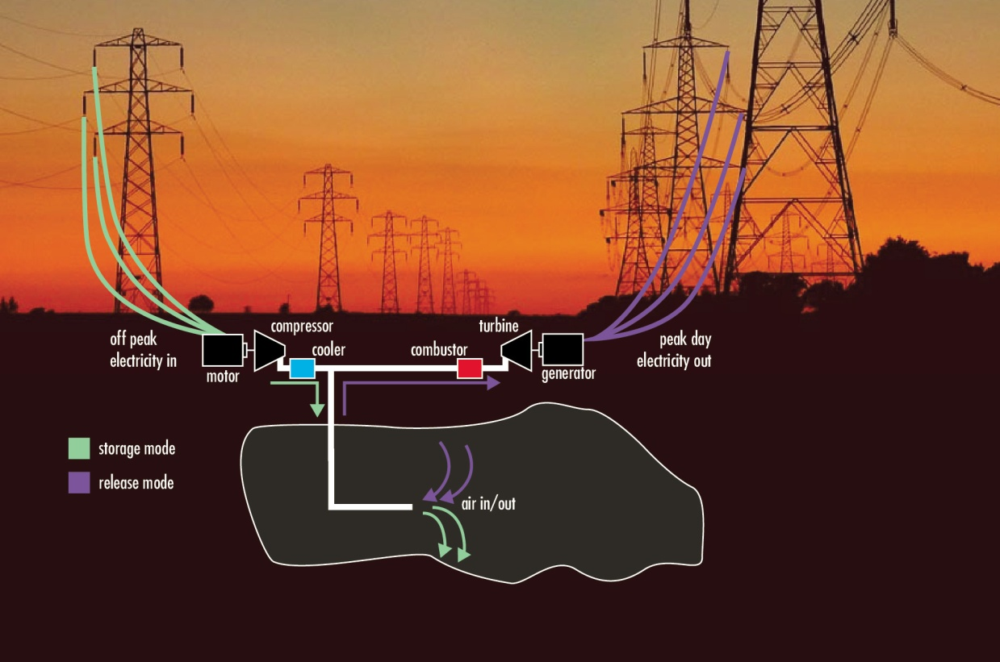 compressor
turbine
off peak
electricity in
cooler
combustor
peak day
electricity out
motor
generator
storage mode
release mode
air in/out